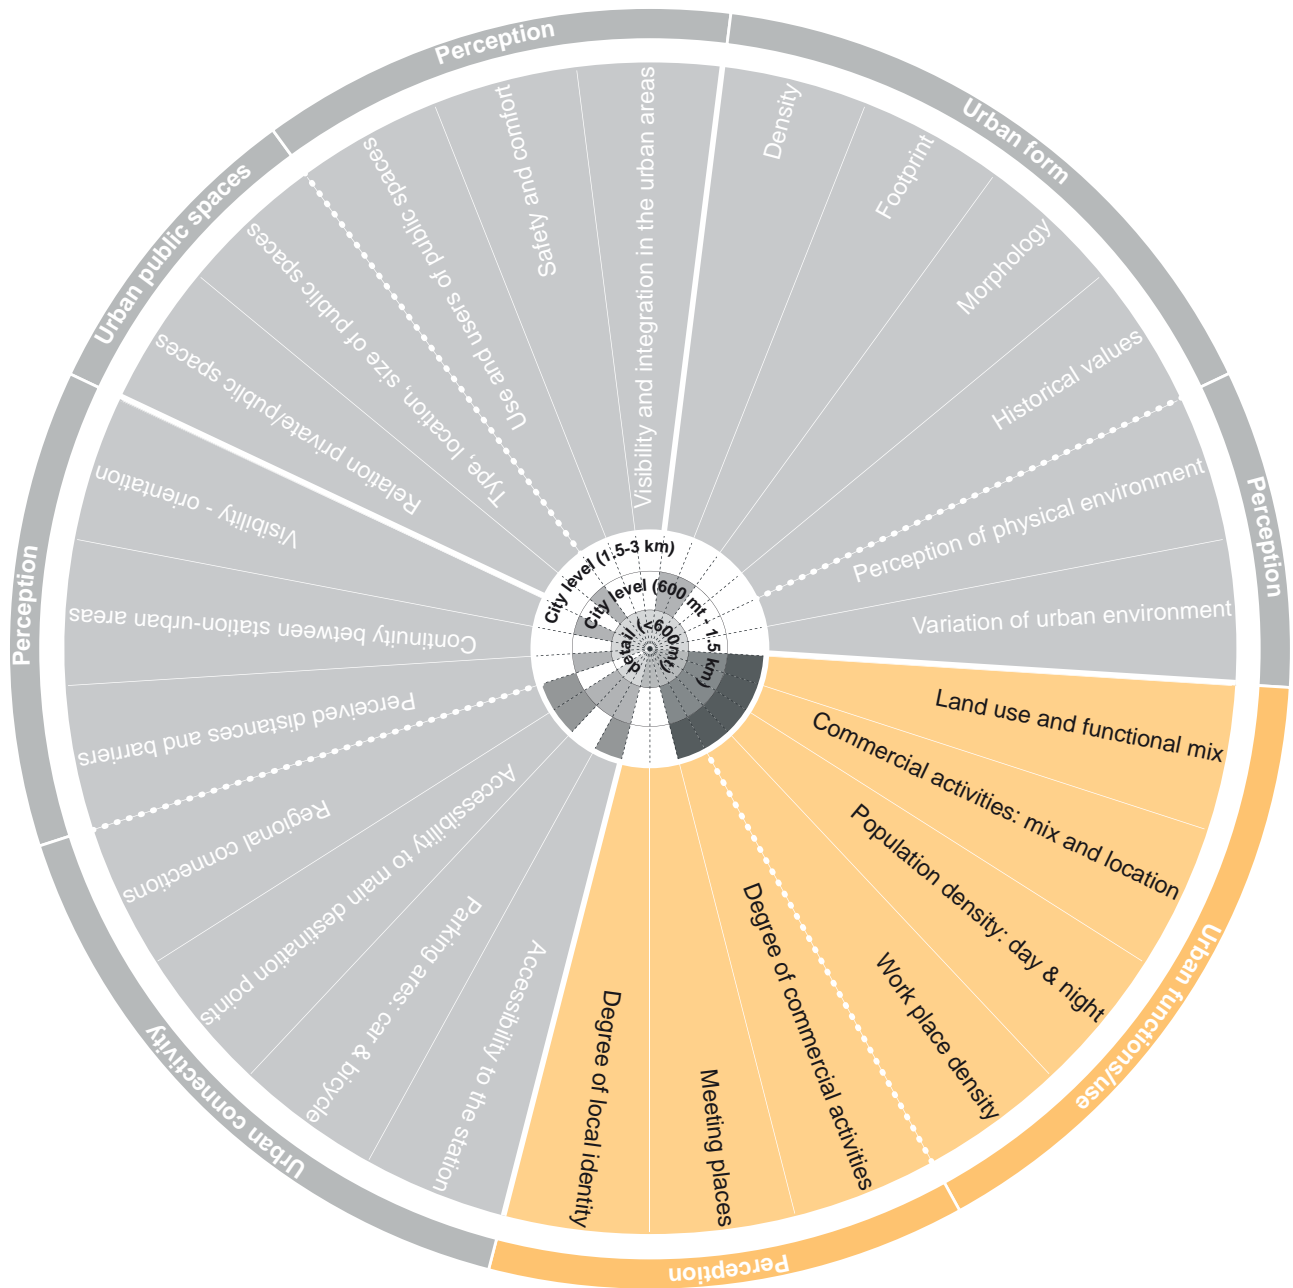 Perception
Urban form
Perception
Urban functions/use
Perception
Urban connectivity
Perception
Urban public spaces
Density
Footprint
Morphology
Historical values
Perception of physical environment
Variation of urban environment
Land use and functional mix
Commercial activities: mix and location
Population density: day & night
Work place density
Degree of commercial activities
Meeting places
Degree of local identity
Accessibility to the station
Parking ares: car & bicycle
Accessibility to main destination points
Regional connections
Perceived distances and barriers
Continuity between station-urban areas
Visibility - orientation
Relation private/public spaces
Type, location, size of public spaces
Use and users of public spaces
Safety and comfort
Visibility and integration in the urban areas
City level (1.5-3 km)
City level (600 mt - 1.5 km)
detail (<600mt)